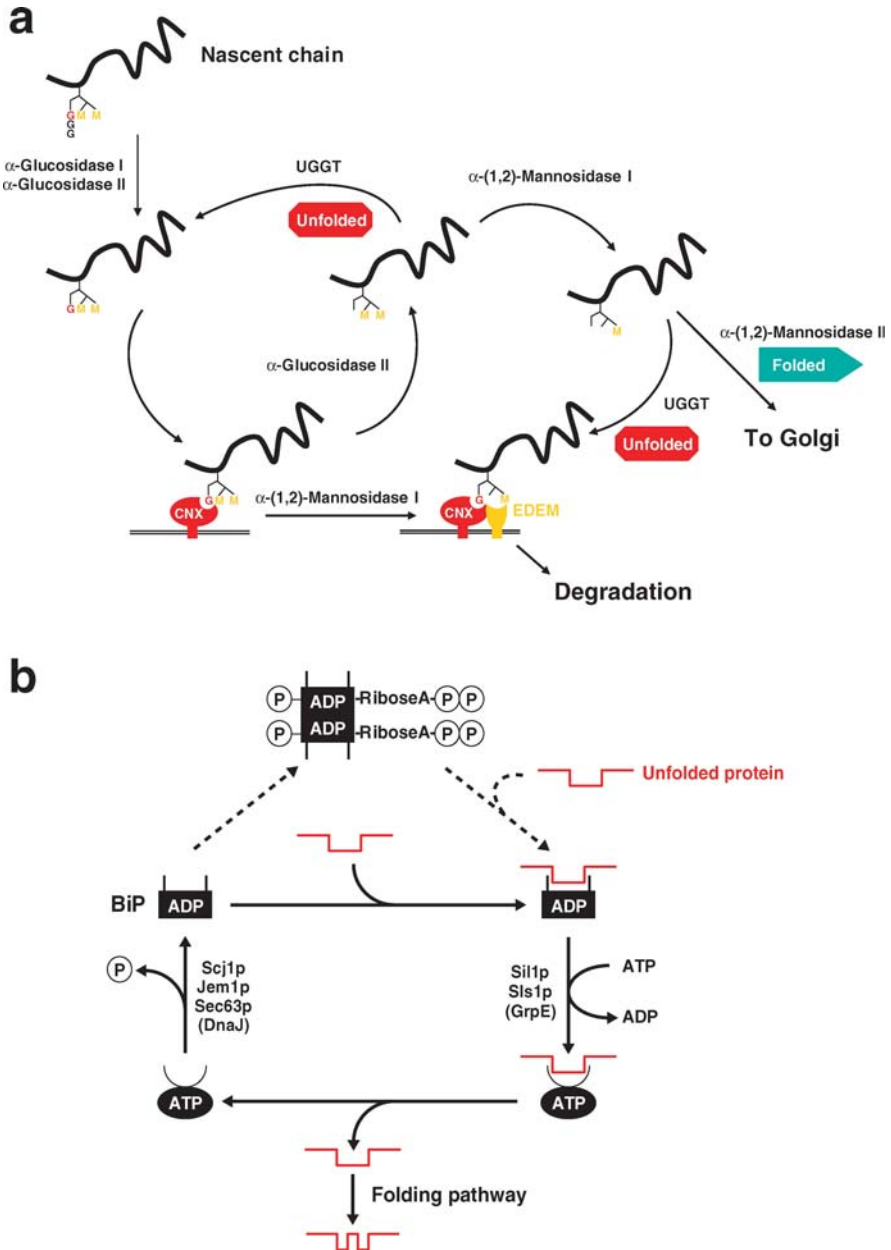 a
Nascent chain
G M M
G
G
α-Glucosidase I
α-Glucosidase II
UGGT
Unfolded
α-(1,2)-Mannosidase I
G M M
M M
M
α-(1,2)-Mannosidase II
Folded
To Golgi
α-Glucosidase II
UGGT
Unfolded
G M M
CNX
α-(1,2)-Mannosidase I
G M
CNX
EDEM
Degradation
b
P ADP -RiboseA- P P
P ADP -RiboseA- P P
Unfolded protein
BiP
ADP
ADP
P
Scj1p
Jem1p
Sec63p
(DnaJ)
Sil1p
Sls1p
(GrpE)
ATP
ADP
ATP
ATP
Folding pathway